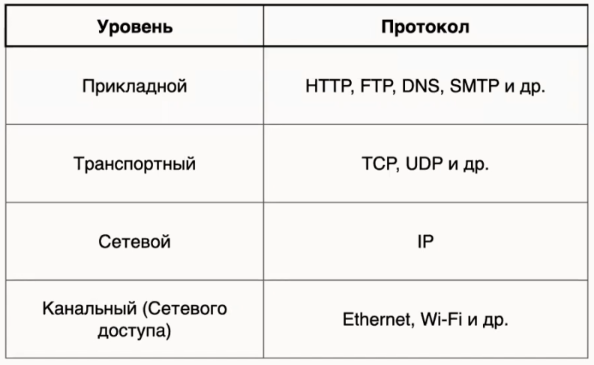 Уровень
Протокол
Прикладной
HTTP, FTP, DNS, SMTP и др.
Транспортный
TCP, UDP и др.
Сетевой
IP
Канальный (Сетевого
доступа)
Ethernet, Wi-Fi и др.